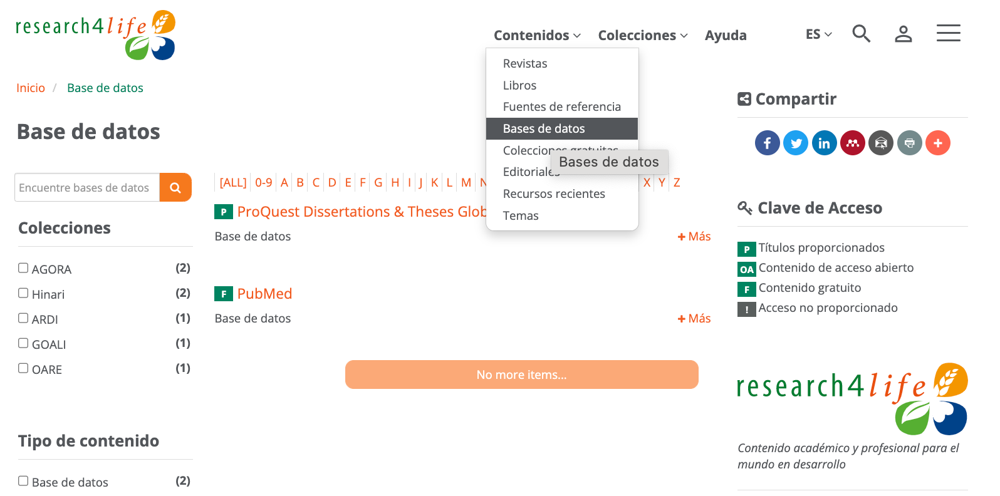 research4life
Contenidos Colecciones Ayuda ES
Revistas
Libros
Fuentes de referencia
Bases de datos
Colecciones gratuitas
Bases de datos
Editoriales
Recursos recientes
Temas
Inicio / Base de datos
Base de datos
Encuentre bases de datos
Colecciones
AGORA (2)
Hinari (2)
ARDI (1)
GOALI (1)
OARE (1)
Tipo de contenido
Base de datos (2)
[ALL] 0-9 A B C D E F G H I J K L M N X Y Z
P ProQuest Dissertations & Theses Glob
Base de datos
+ Más
F PubMed
Base de datos
+ Más
No more items...
Compartir
Clave de Acceso
P Títulos proporcionados
OA Contenido de acceso abierto
F Contenido gratuito
! Acceso no proporcionado
research4life
Contenido académico y profesional para el
mundo en desarrollo